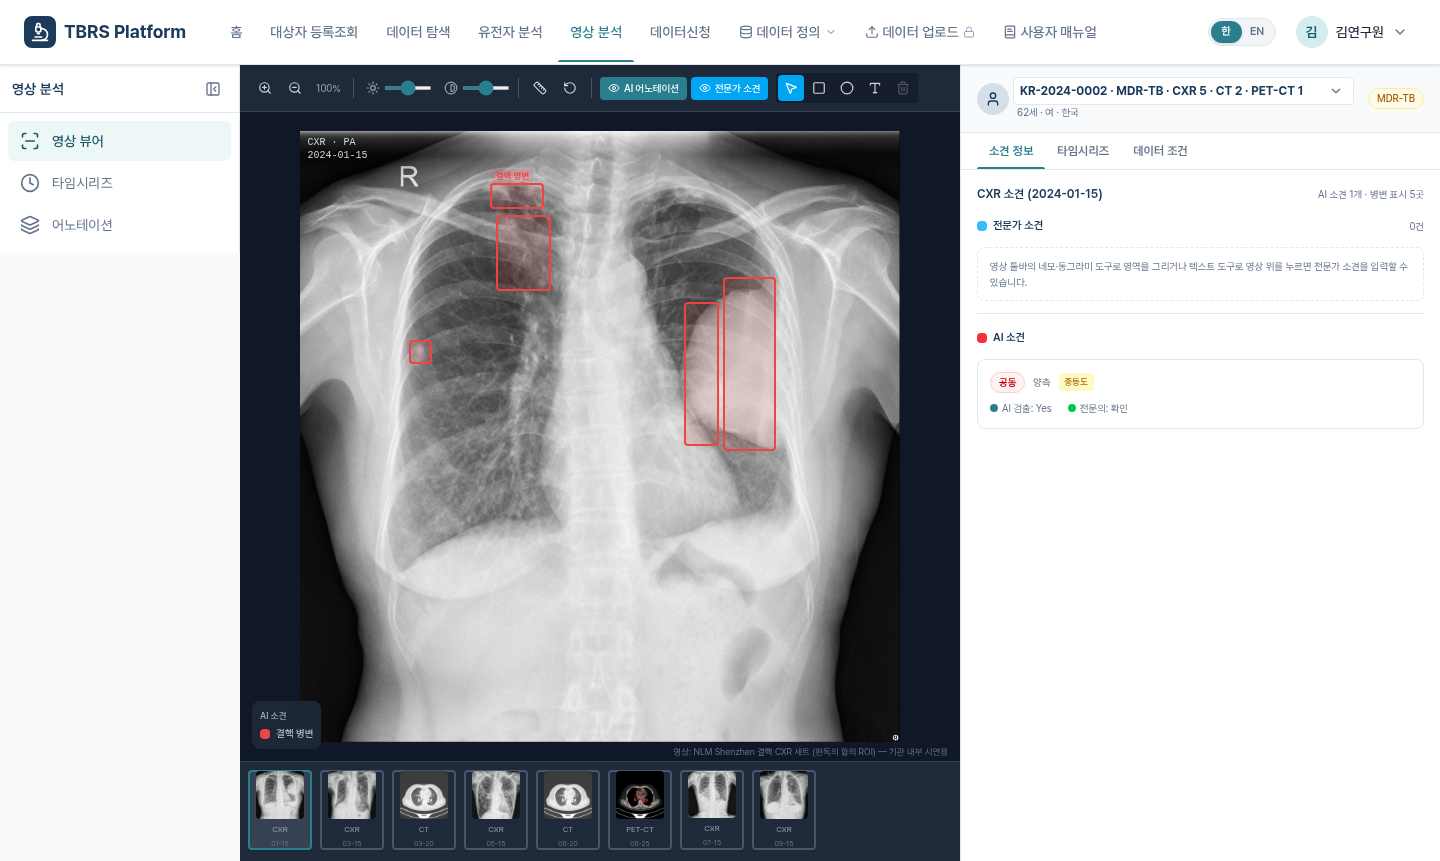 TBRS Platform
홈
대상자 등록조회
데이터 탐색
유전자 분석
영상 분석
데이터신청
데이터 정의
데이터 업로드
사용자 매뉴얼
한
EN
김
김연구원
영상 분석
영상 뷰어
타임시리즈
어노테이션
100%
AI 어노테이션
전문가 소견
CXR · PA
2024-01-15
R
결핵 병변
AI 소견
결핵 병변
영상: NLM Shenzhen 결핵 CXR 세트 (판독의 합의 ROI) — 기관 내부 시연용
CXR
01-15
CXR
03-15
CT
03-20
CXR
05-15
CT
06-20
PET-CT
06-25
CXR
07-15
CXR
09-15
KR-2024-0002 · MDR-TB · CXR 5 · CT 2 · PET-CT 1
62세 · 여 · 한국
MDR-TB
소견 정보
타임시리즈
데이터 조건
CXR 소견 (2024-01-15)
AI 소견 1개 · 병변 표시 5곳
전문가 소견
0건
영상 툴바의 네모·동그라미 도구로 영역을 그리거나 텍스트 도구로 영상 위를 누르면 전문가 소견을 입력할 수
있습니다.
AI 소견
공동
양측
중등도
AI 검출: Yes
전문의: 확인